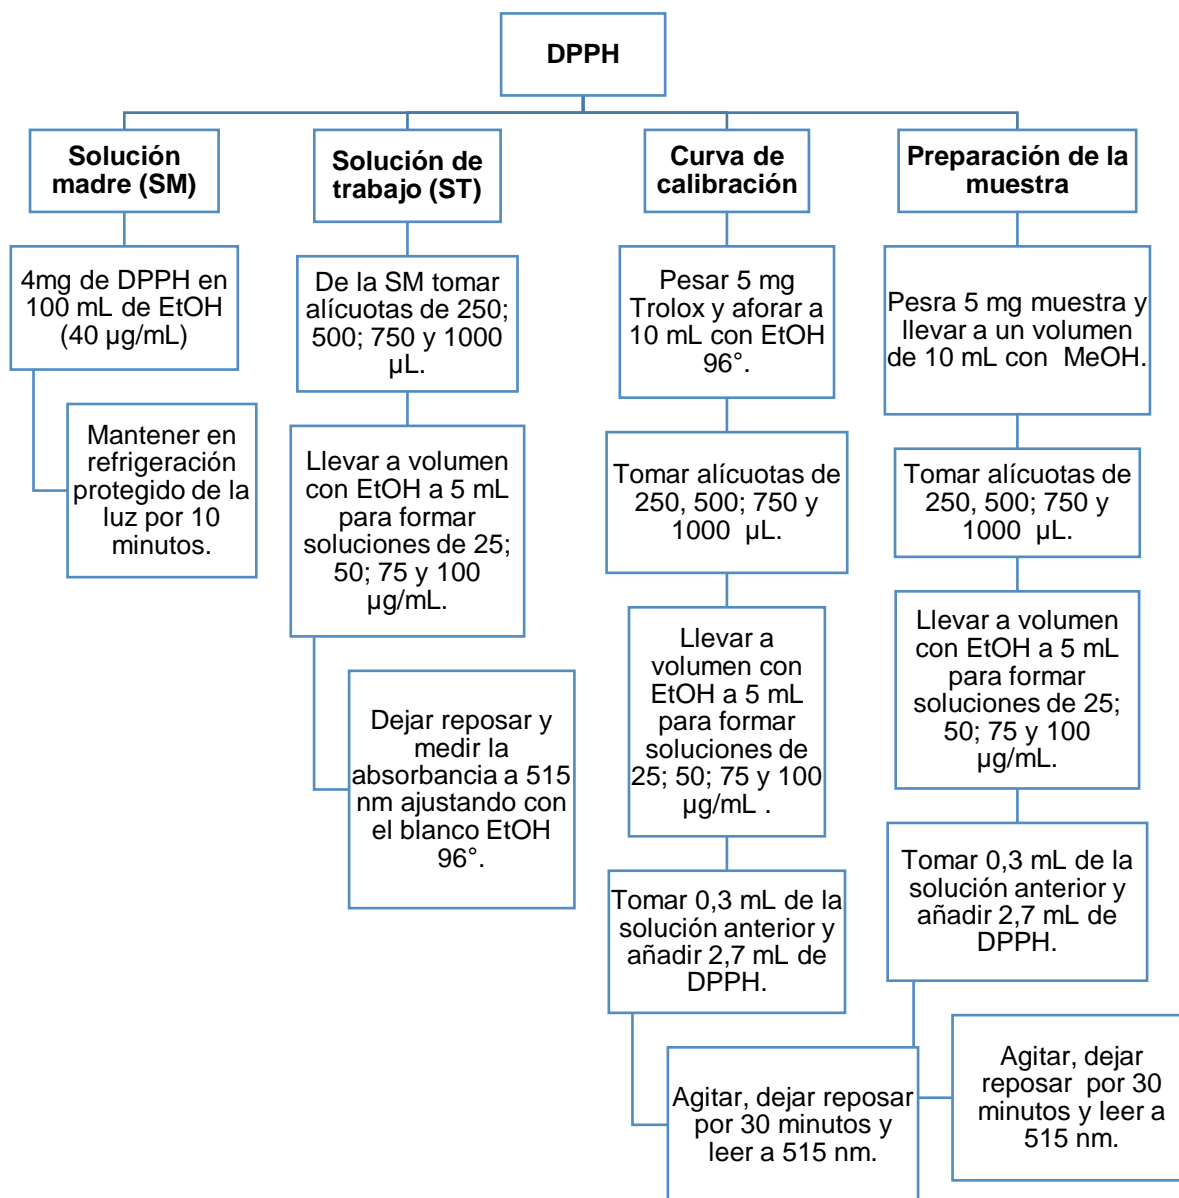 DPPH
Solución
madre (SM)
4mg de DPPH en
100 mL de EtOH
(40 µg/mL)
Mantener en
refrigeración
protegido de la
luz por 10
minutos.
Solución de
trabajo (ST)
De la SM tomar
alícuotas de 250;
500; 750 y 1000
µL.
Llevar a volumen
con EtOH a 5 mL
para formar
soluciones de 25;
50; 75 y 100
µg/mL.
Dejar reposar y
medir la
absorbancia a 515
nm ajustando con
el blanco EtOH
96°.
Curva de
calibración
Pesar 5 mg
Trolox y aforar a
10 mL con EtOH
96°.
Tomar alícuotas de
250, 500; 750 y
1000 µL.
Llevar a
volumen con
EtOH a 5 mL
para formar
soluciones de
25; 50; 75 y 100
µg/mL .
Tomar 0,3 mL de la
solución anterior y
añadir 2,7 mL de
DPPH.
Agitar, dejar reposar
por 30 minutos y
leer a 515 nm.
Preparación de la
muestra
Pesra 5 mg muestra y
llevar a un volumen
de 10 mL con MeOH.
Tomar alícuotas de
250, 500; 750 y
1000 µL.
Llevar a volumen
con EtOH a 5 mL
para formar
soluciones de 25;
50; 75 y 100
µg/mL.
Tomar 0,3 mL de la
solución anterior y
añadir 2,7 mL de
DPPH.
Agitar, dejar
reposar por 30
minutos y leer a
515 nm.